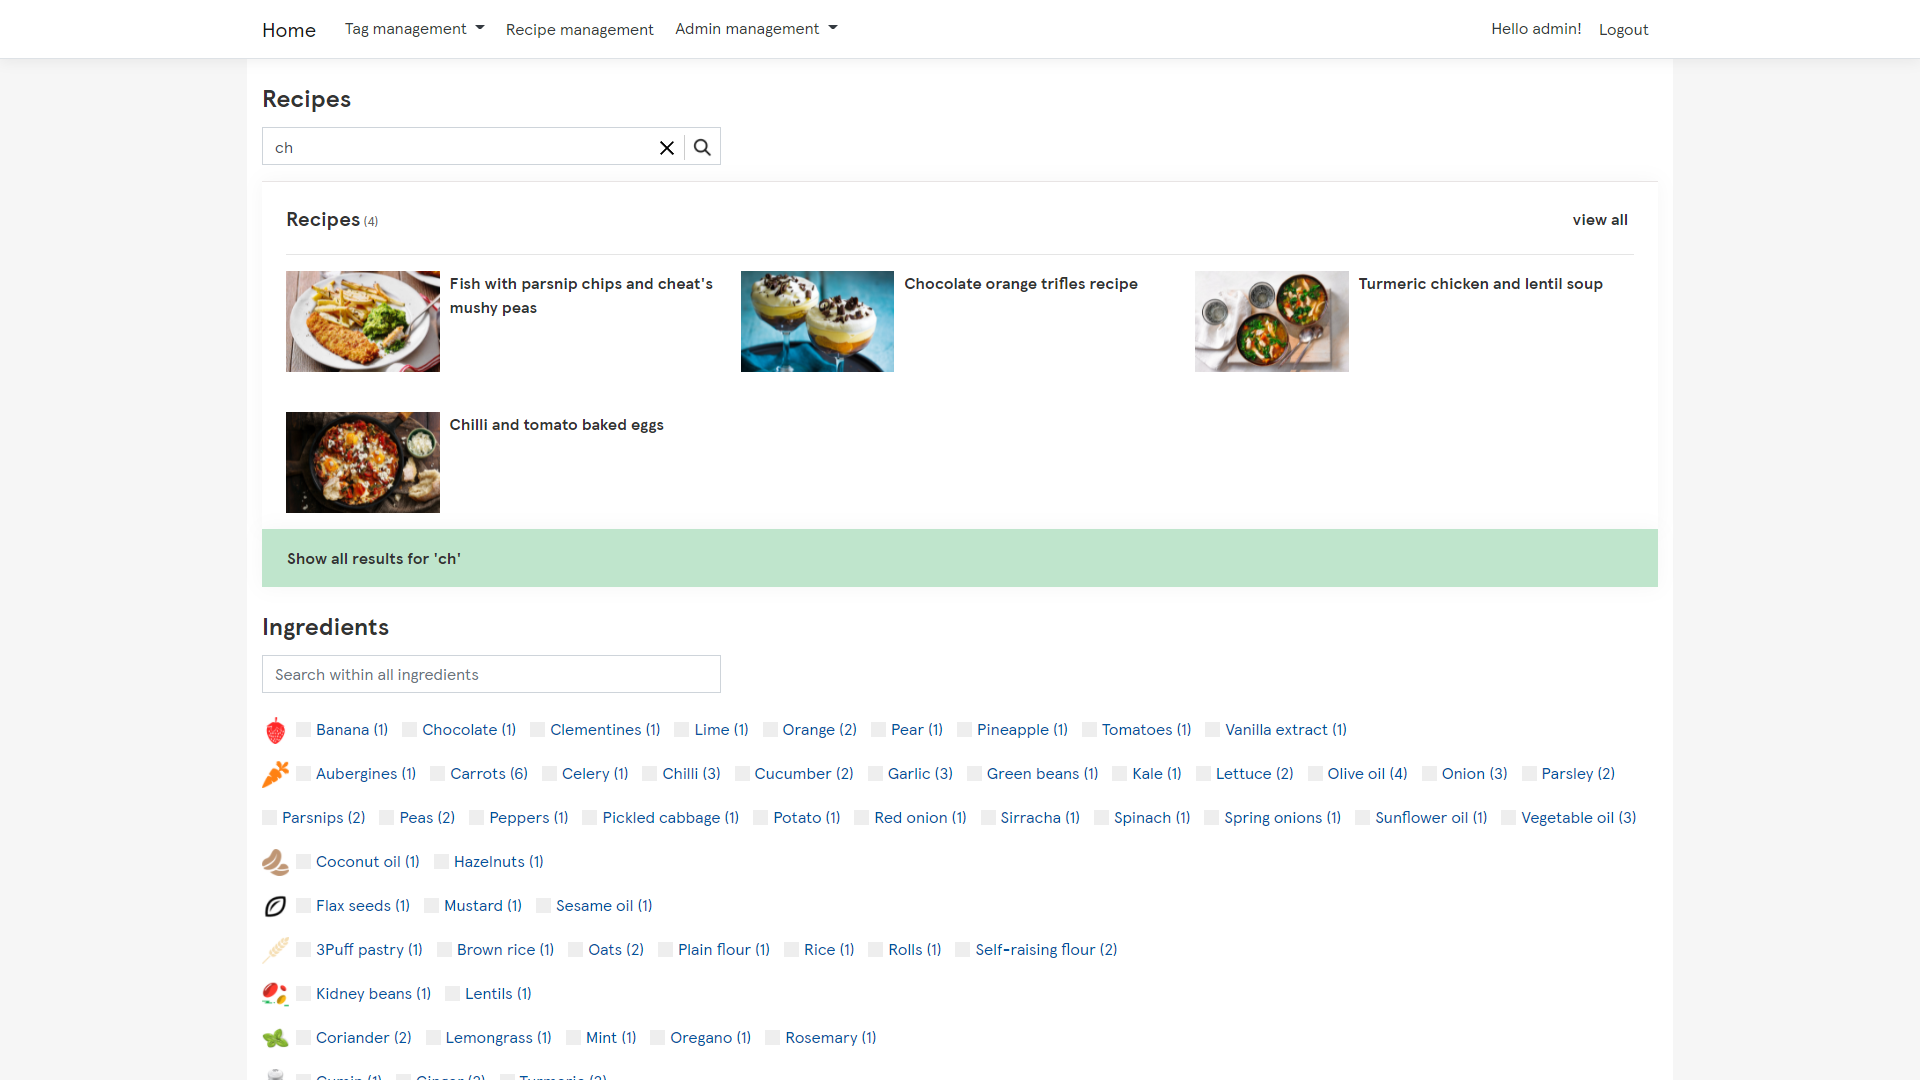 Home Tag management Recipe management Admin management Hello admin! Logout
Recipes
ch
Recipes (4) view all
Fish with parsnip chips and cheat's mushy peas
Chocolate orange trifles recipe
Turmeric chicken and lentil soup
Chilli and tomato baked eggs
Show all results for 'ch'
Ingredients
Search within all ingredients
Banana (1) Chocolate (1) Clementines (1) Lime (1) Orange (2) Pear (1) Pineapple (1) Tomatoes (1) Vanilla extract (1)
Aubergines (1) Carrots (6) Celery (1) Chilli (3) Cucumber (2) Garlic (3) Green beans (1) Kale (1) Lettuce (2) Olive oil (4) Onion (3) Parsley (2)
Parsnips (2) Peas (2) Peppers (1) Pickled cabbage (1) Potato (1) Red onion (1) Sirracha (1) Spinach (1) Spring onions (1) Sunflower oil (1) Vegetable oil (3)
Coconut oil (1) Hazelnuts (1)
Flax seeds (1) Mustard (1) Sesame oil (1)
3Puff pastry (1) Brown rice (1) Oats (2) Plain flour (1) Rice (1) Rolls (1) Self-raising flour (2)
Kidney beans (1) Lentils (1)
Coriander (2) Lemongrass (1) Mint (1) Oregano (1) Rosemary (1)
Cumin (1) Ginger (2) Turmeric (2)